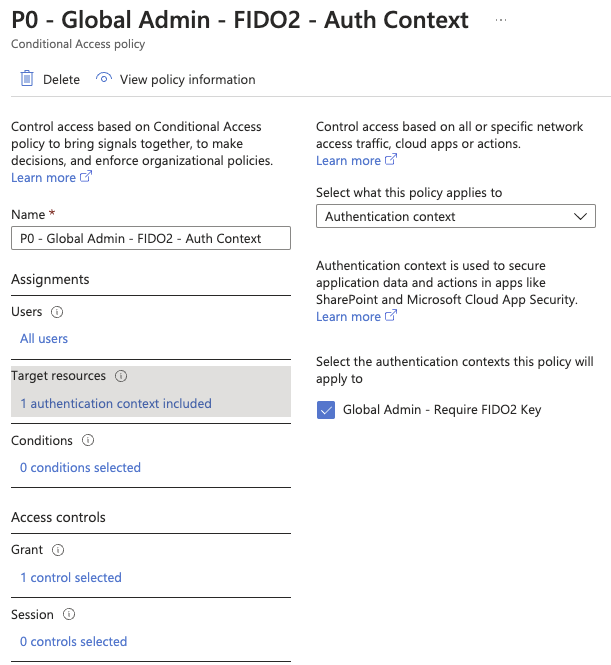 P0 - Global Admin - FIDO2 - Auth Context ...
Conditional Access policy
Delete View policy information
Control access based on Conditional Access
policy to bring signals together, to make
decisions, and enforce organizational policies.
Learn more
Name *
P0 - Global Admin - FIDO2 - Auth Context
Assignments
Users
All users
Target resources
1 authentication context included
Conditions
0 conditions selected
Access controls
Grant
1 control selected
Session
0 controls selected
Control access based on all or specific network
access traffic, cloud apps or actions.
Learn more
Select what this policy applies to
Authentication context
Authentication context is used to secure
application data and actions in apps like
SharePoint and Microsoft Cloud App Security.
Learn more
Select the authentication contexts this policy will
apply to
Global Admin - Require FIDO2 Key